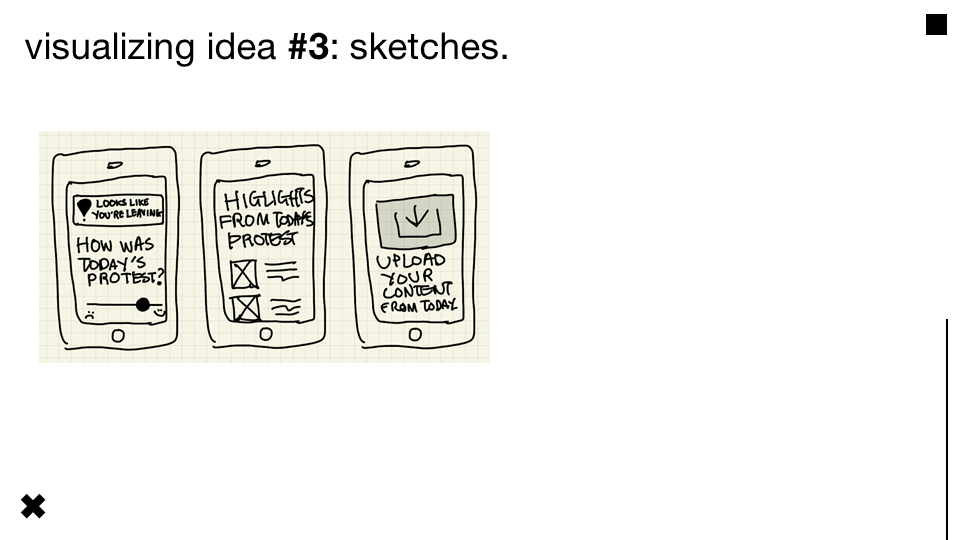 visualizing idea #3: sketches.
LOOKS LIKE
YOU'RE LEAVING
HOW WAS
TODAY'S
PROTEST?
HIGLIGHTS
FROM TODAY'S
PROTEST
UPLOAD
YOUR
CONTENT
FROM TODAY